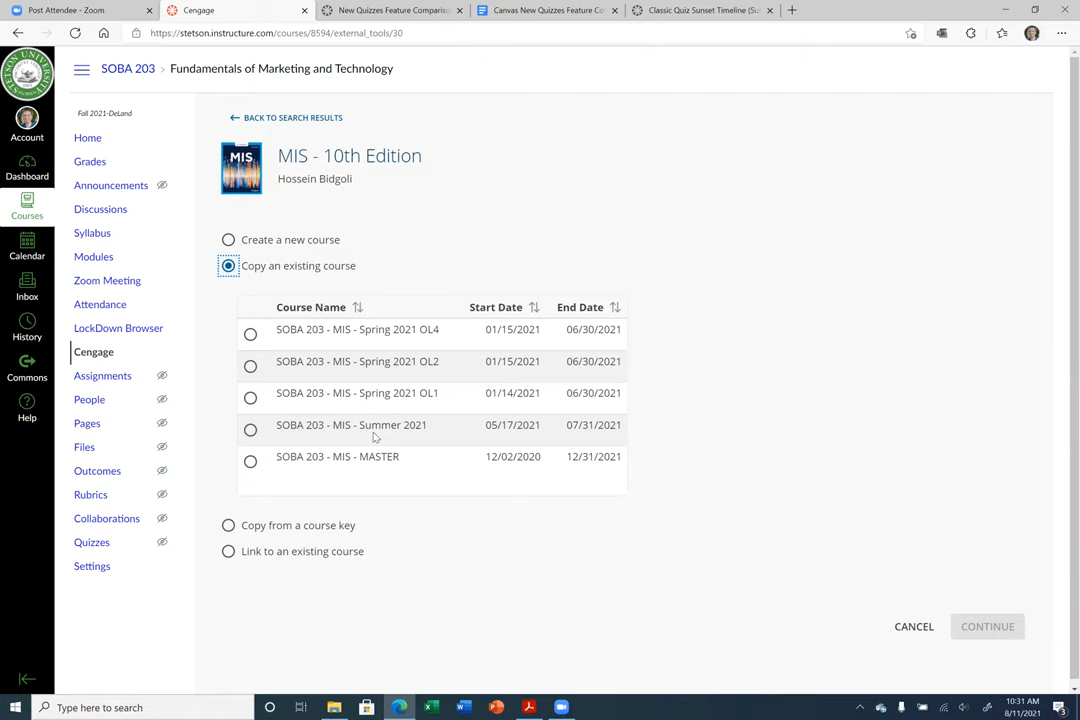 Post Attendee - Zoom
Cengage
New Quizzes Feature Comparison
Canvas New Quizzes Feature Co
Classic Quiz Sunset Timeline (Su
https://stetson.instructure.com/courses/8594/external_tools/30
STETSON UNIVERSITY
SOBA 203 > Fundamentals of Marketing and Technology
Account
Dashboard
Courses
Calendar
Inbox
History
Commons
Help
Fall 2021-DeLand
Home
Grades
Announcements
Discussions
Syllabus
Modules
Zoom Meeting
Attendance
LockDown Browser
Cengage
Assignments
People
Pages
Files
Outcomes
Rubrics
Collaborations
Quizzes
Settings
BACK TO SEARCH RESULTS
MIS
MIS - 10th Edition
Hossein Bidgoli
Create a new course
Copy an existing course
Course Name Start Date End Date
SOBA 203 - MIS - Spring 2021 OL4 01/15/2021 06/30/2021
SOBA 203 - MIS - Spring 2021 OL2 01/15/2021 06/30/2021
SOBA 203 - MIS - Spring 2021 OL1 01/14/2021 06/30/2021
SOBA 203 - MIS - Summer 2021 05/17/2021 07/31/2021
SOBA 203 - MIS - MASTER 12/02/2020 12/31/2021
Copy from a course key
Link to an existing course
CANCEL CONTINUE
Type here to search
10:31 AM
8/11/2021
3